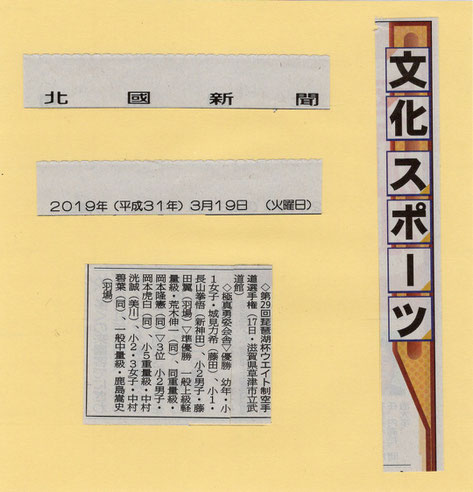 北國新聞
文化スポーツ
2019年（平成31年）3月19日 （火曜日）
◇第29回琵琶湖杯ウエイト制空手
道選手権（17日・滋賀県草津市立武
道館）
◇極真勇姿会舎▽優勝 幼年・小
1女子・城見力希（藤田）、小1・
長山拳悟（新神田）、小2男子・藤
田翼（羽場）▽準優勝 一般上級軽
量級・荒木伸一（同）、同重量級・
岡本隆憲（同）▽3位 小2男子・
岡本虎白（同）、小5重量級・中村
洸誠（美川）、小2・3女子・中村
碧葉（同）、一般中量級・鹿島嵩史
（羽場）